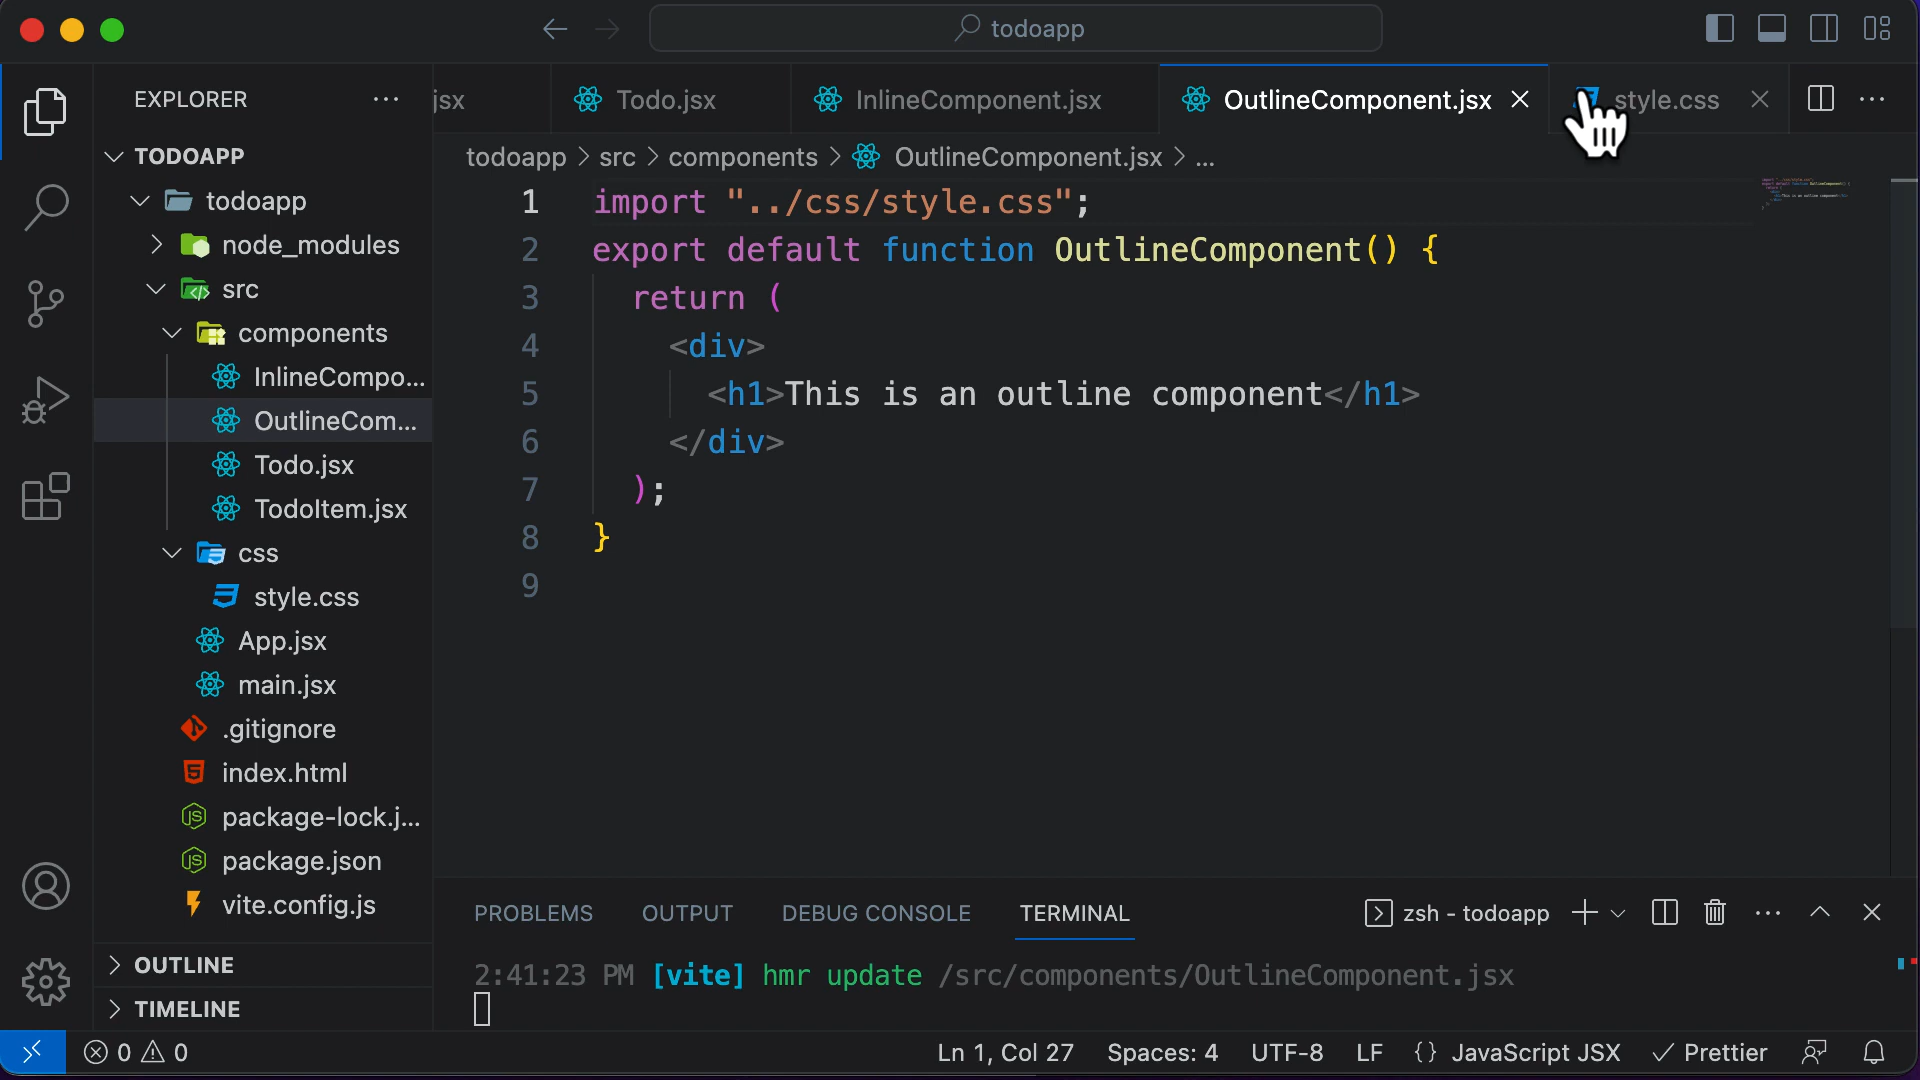 todoapp
EXPLORER
jsx
Todo.jsx
InlineComponent.jsx
OutlineComponent.jsx
style.css
TODOAPP
todoapp
node_modules
src
components
InlineCompo...
OutlineCom...
Todo.jsx
TodoItem.jsx
css
style.css
App.jsx
main.jsx
.gitignore
index.html
package-lock.j...
package.json
vite.config.js
OUTLINE
TIMELINE
todoapp > src > components > OutlineComponent.jsx > ...
1 import "../css/style.css";
2 export default function OutlineComponent() {
3 return (
4 <div>
5 <h1>This is an outline component</h1>
6 </div>
7 );
8 }
9
PROBLEMS OUTPUT DEBUG CONSOLE TERMINAL
zsh - todoapp
2:41:23 PM [vite] hmr update /src/components/OutlineComponent.jsx
0 0
Ln 1, Col 27 Spaces: 4 UTF-8 LF {} JavaScript JSX Prettier